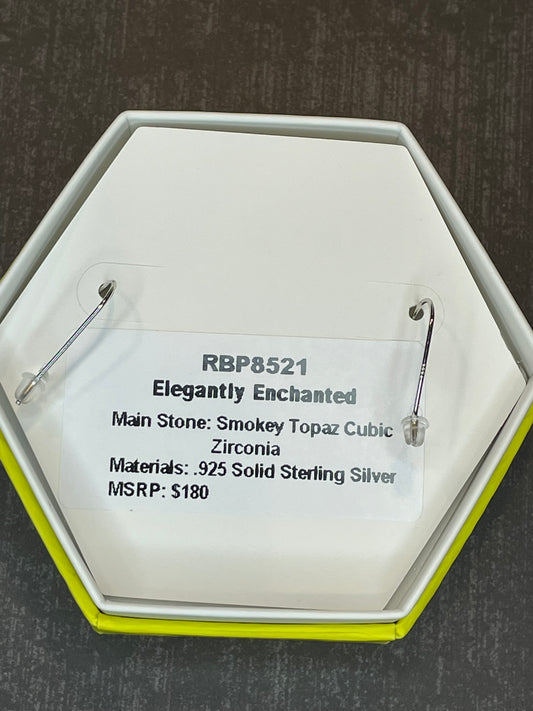 RBP8521
Elegantly Enchanted
Main Stone: Smokey Topaz Cubic
Zirconia
Materials: .925 Solid Sterling Silver
MSRP: $180